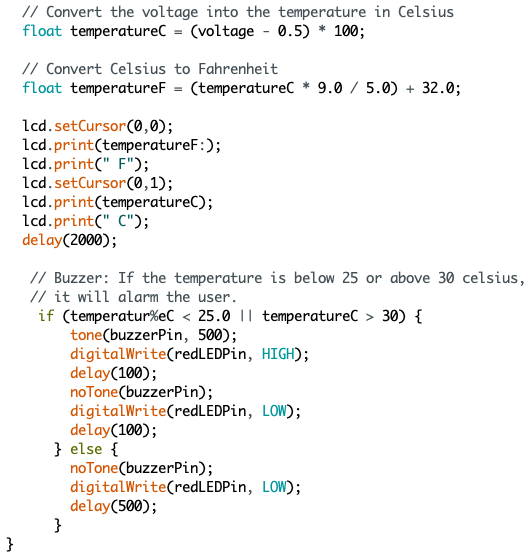 // Convert the voltage into the temperature in Celsius
float temperatureC = (voltage - 0.5) * 100;
// Convert Celsius to Fahrenheit
float temperatureF = (temperatureC * 9.0 / 5.0) + 32.0;
lcd.setCursor(0,0);
lcd.print(temperatureF:);
lcd.print(" F");
lcd.setCursor(0,1);
lcd.print(temperatureC);
lcd.print(" C");
delay(2000);
// Buzzer: If the temperature is below 25 or above 30 celsius,
// it will alarm the user.
if (temperatur%eC < 25.0 || temperatureC > 30) {
tone(buzzerPin, 500);
digitalWrite(redLEDPin, HIGH);
delay(100);
noTone(buzzerPin);
digitalWrite(redLEDPin, LOW);
delay(100);
} else {
noTone(buzzerPin);
digitalWrite(redLEDPin, LOW);
delay(500);
}
}